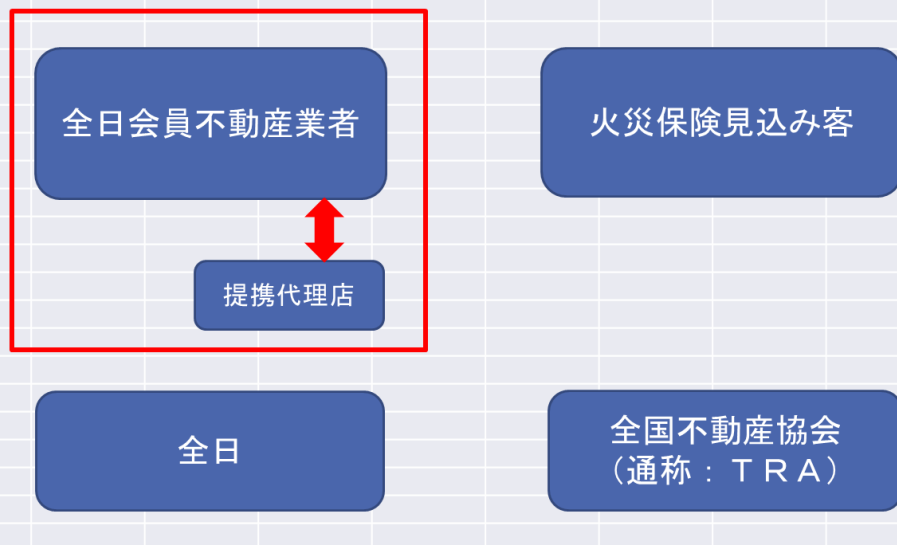 全日会員不動産業者
火災保険見込み客
提携代理店
全日
全国不動産協会
（通称：ＴＲＡ）